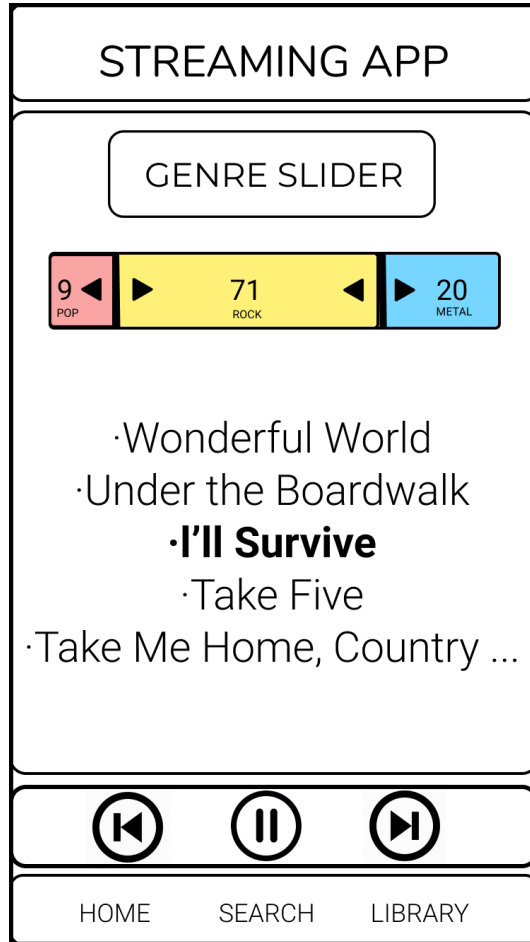 STREAMING APP
GENRE SLIDER
9 71 20
POP ROCK METAL
·Wonderful World
·Under the Boardwalk
·I’ll Survive
·Take Five
·Take Me Home, Country ...
HOME SEARCH LIBRARY